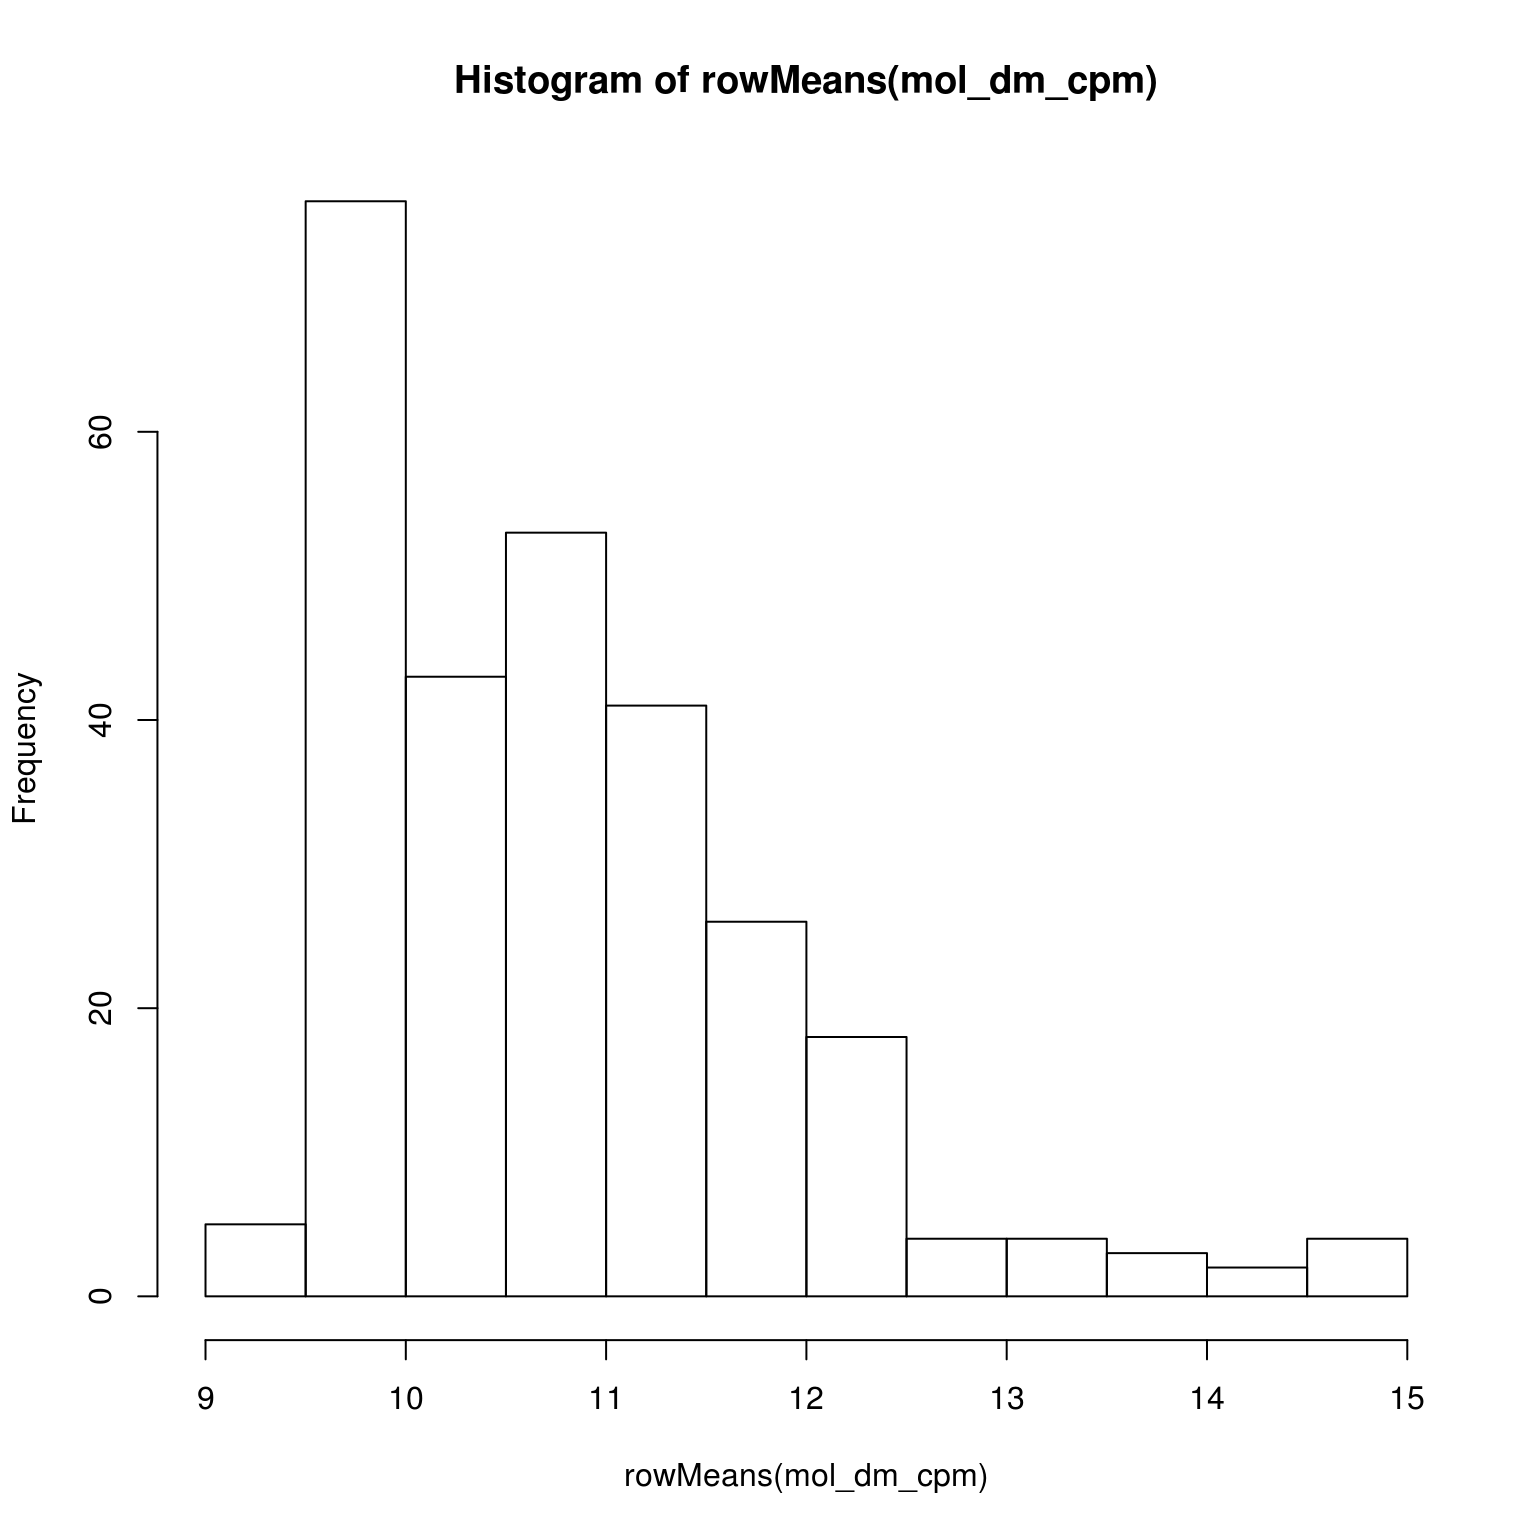 Histogram of rowMeans(mol_dm_cpm)
Frequency
60
40
20
0
9 10 11 12 13 14 15
rowMeans(mol_dm_cpm)